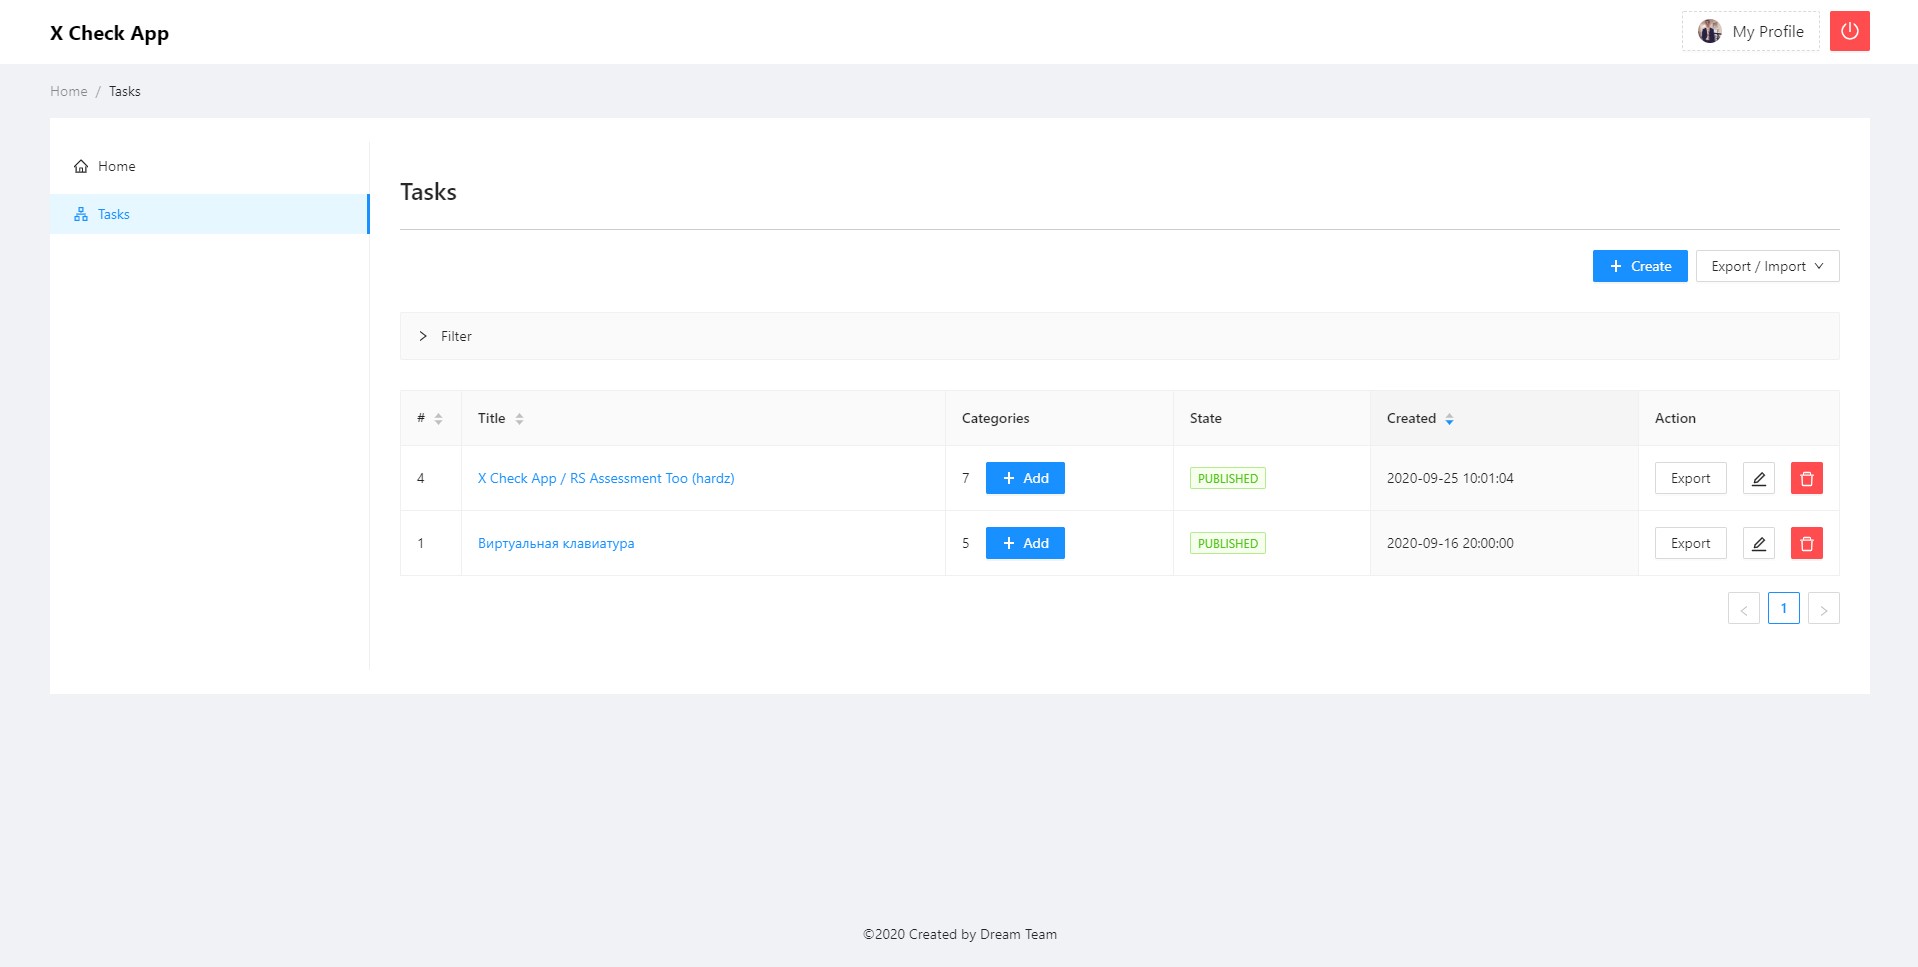 X Check App
My Profile
Home / Tasks
Home
Tasks
Tasks
Create
Export / Import
Filter
# Title Categories State Created Action
4 X Check App / RS Assessment Too (hardz) 7 Add PUBLISHED 2020-09-25 10:01:04 Export
1 Виртуальная клавиатура 5 Add PUBLISHED 2020-09-16 20:00:00 Export
1
©2020 Created by Dream Team